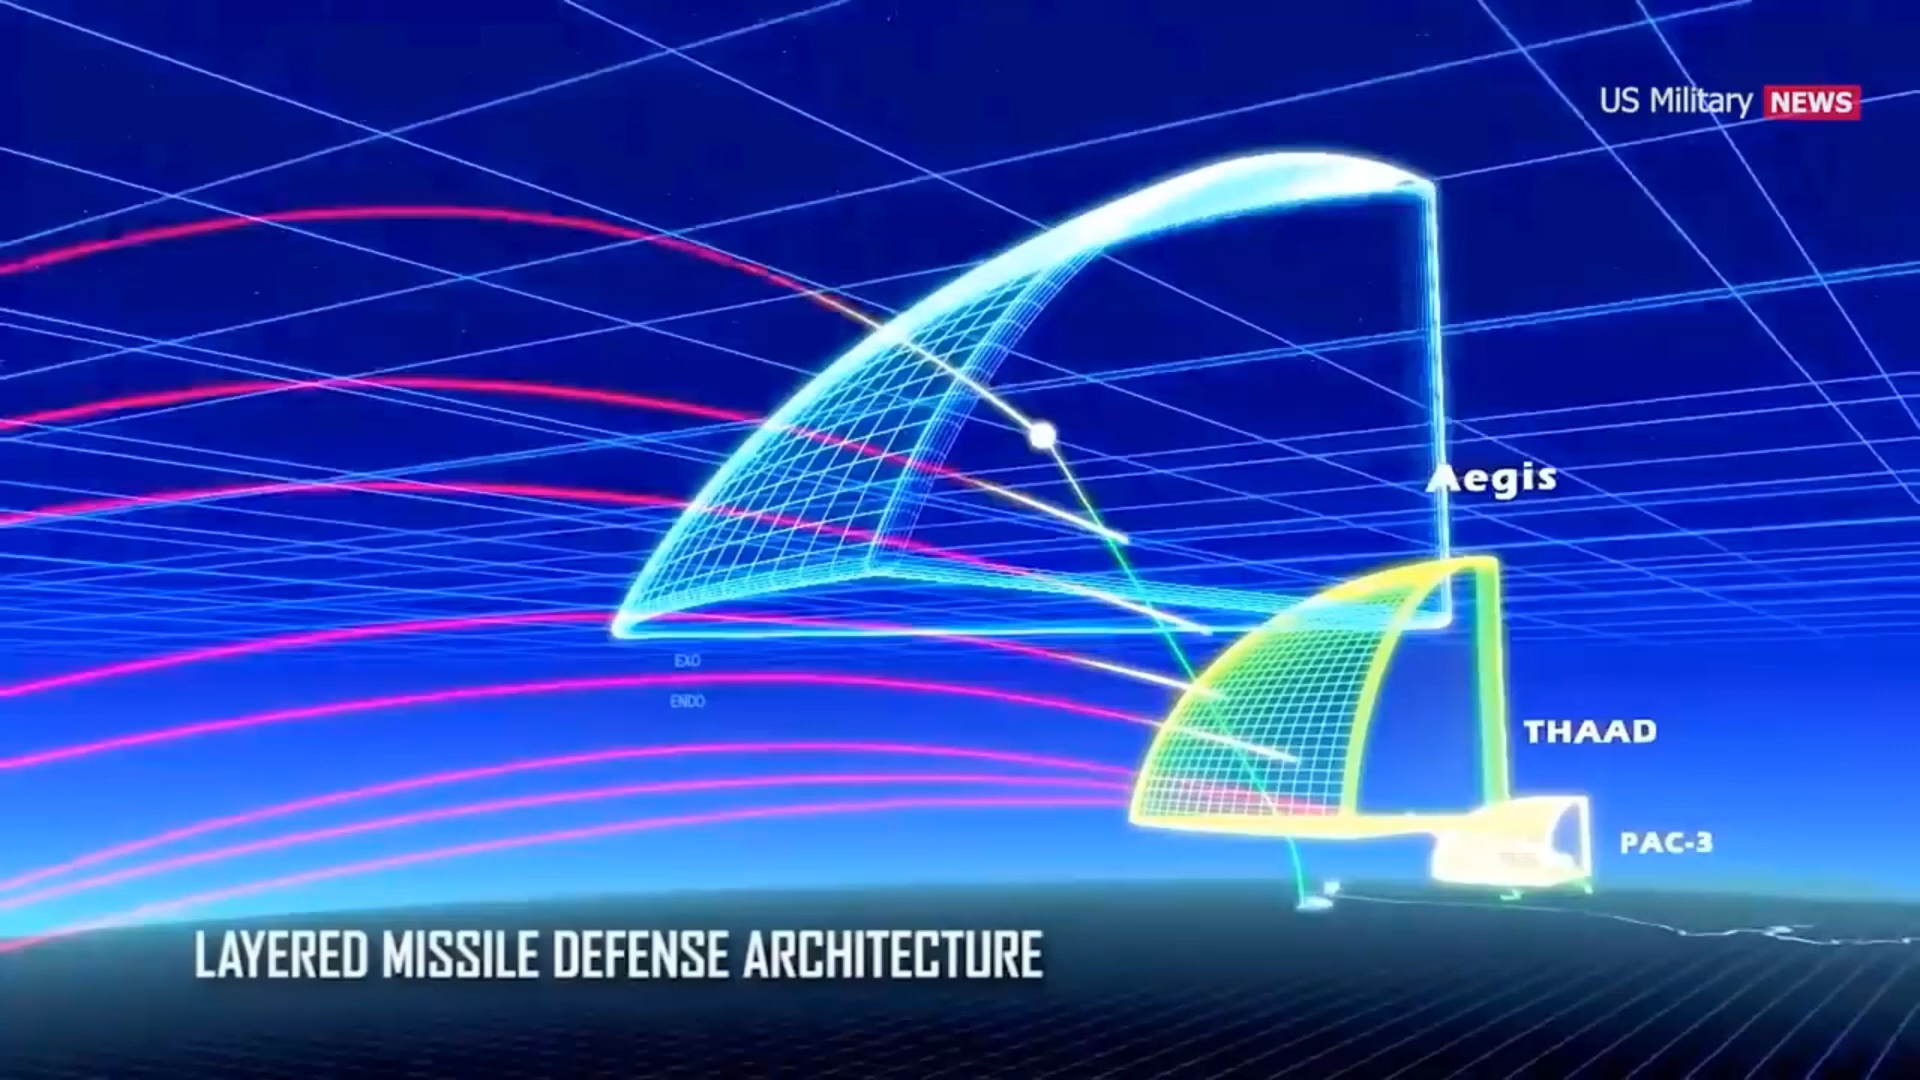 US Military NEWS
Aegis
EXO
ENDO
THAAD
PAC-3
LAYERED MISSILE DEFENSE ARCHITECTURE